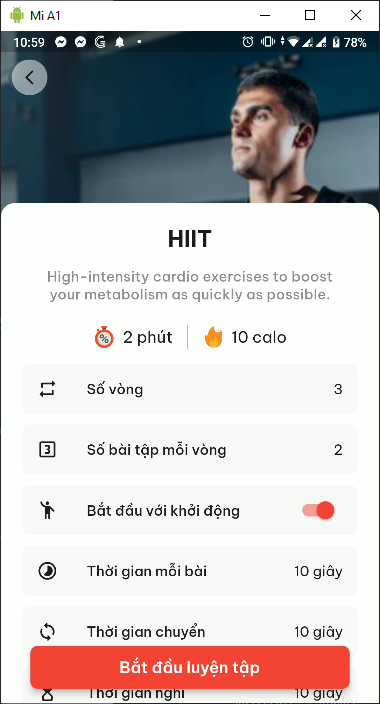 Mi A1
10:59
78%
HIIT
High-intensity cardio exercises to boost
your metabolism as quickly as possible.
2 phút
10 calo
Số vòng 3
3 Số bài tập mỗi vòng 2
Bắt đầu với khởi động
Thời gian mỗi bài 10 giây
Thời gian chuyển 10 giây
Bắt đầu luyện tập
Thời gian nghỉ 10 giây